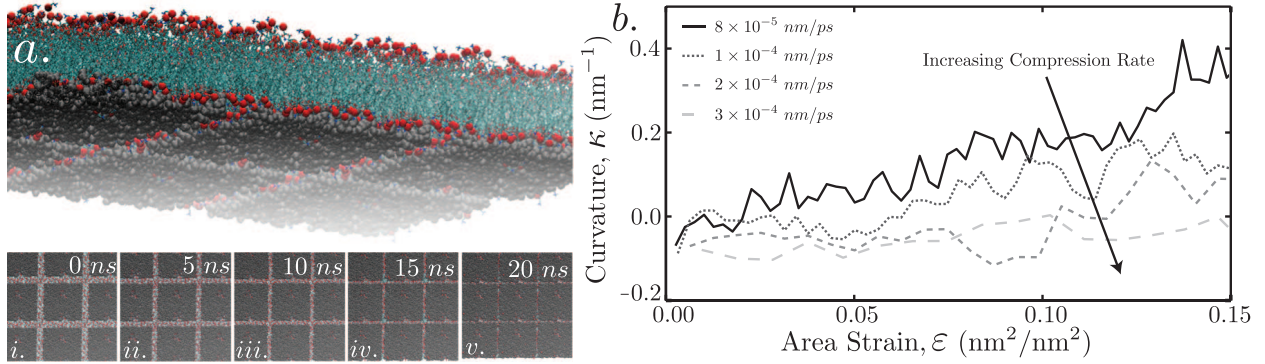 a.
0 ns
5 ns
10 ns
15 ns
20 ns
i.
ii.
iii.
iv.
v.
b.
8 × 10⁻⁵ nm/ps
1 × 10⁻⁴ nm/ps
2 × 10⁻⁴ nm/ps
3 × 10⁻⁴ nm/ps
Increasing Compression Rate
Curvature, κ (nm⁻¹)
0.4
0.2
0.0
-0.2
0.00
0.05
0.10
0.15
Area Strain, ε (nm²/nm²)